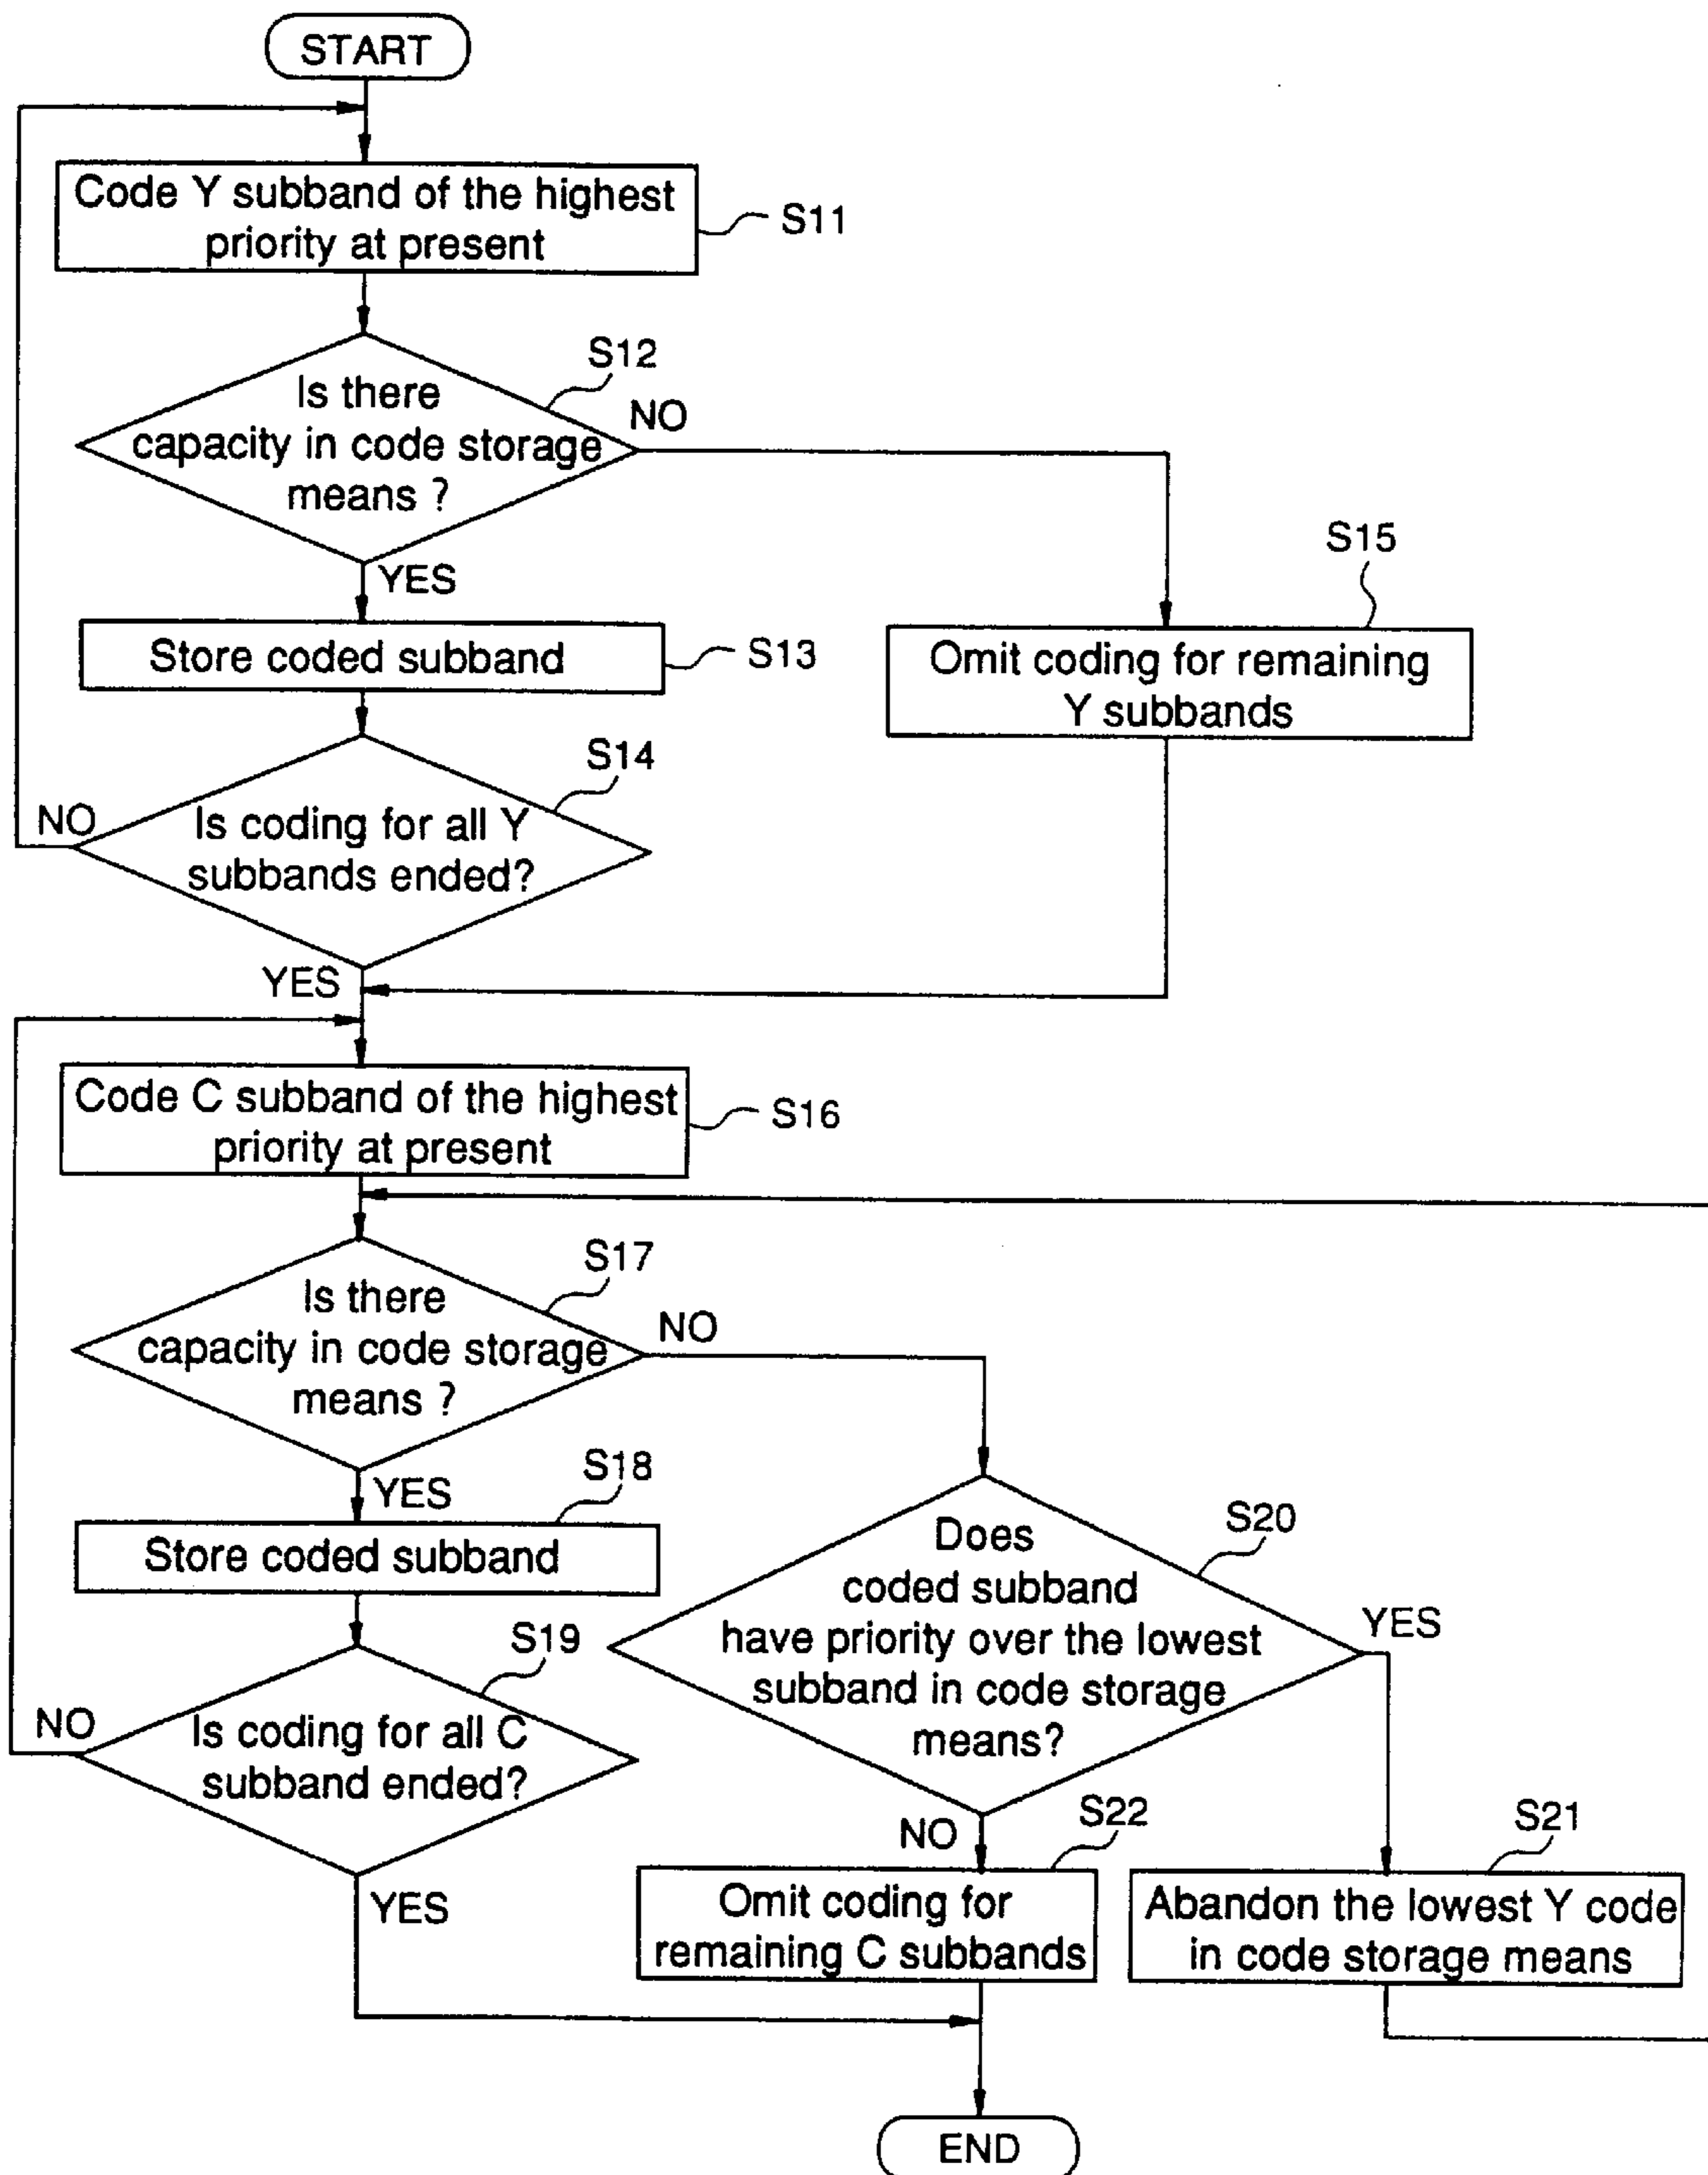 START
Code Y subband of the highest
priority at present
S11
S12
Is there
capacity in code storage
means ?
NO
YES
S15
Store coded subband
S13
Omit coding for remaining
Y subbands
S14
NO
Is coding for all Y
subbands ended?
YES
Code C subband of the highest
priority at present
S16
S17
Is there
capacity in code storage
means ?
NO
YES
S18
Store coded subband
S20
Does
coded subband
have priority over the lowest
subband in code storage
means?
YES
S19
NO
Is coding for all C
subband ended?
YES
NO
S22
S21
Omit coding for
remaining C subbands
Abandon the lowest Y code
in code storage means
END